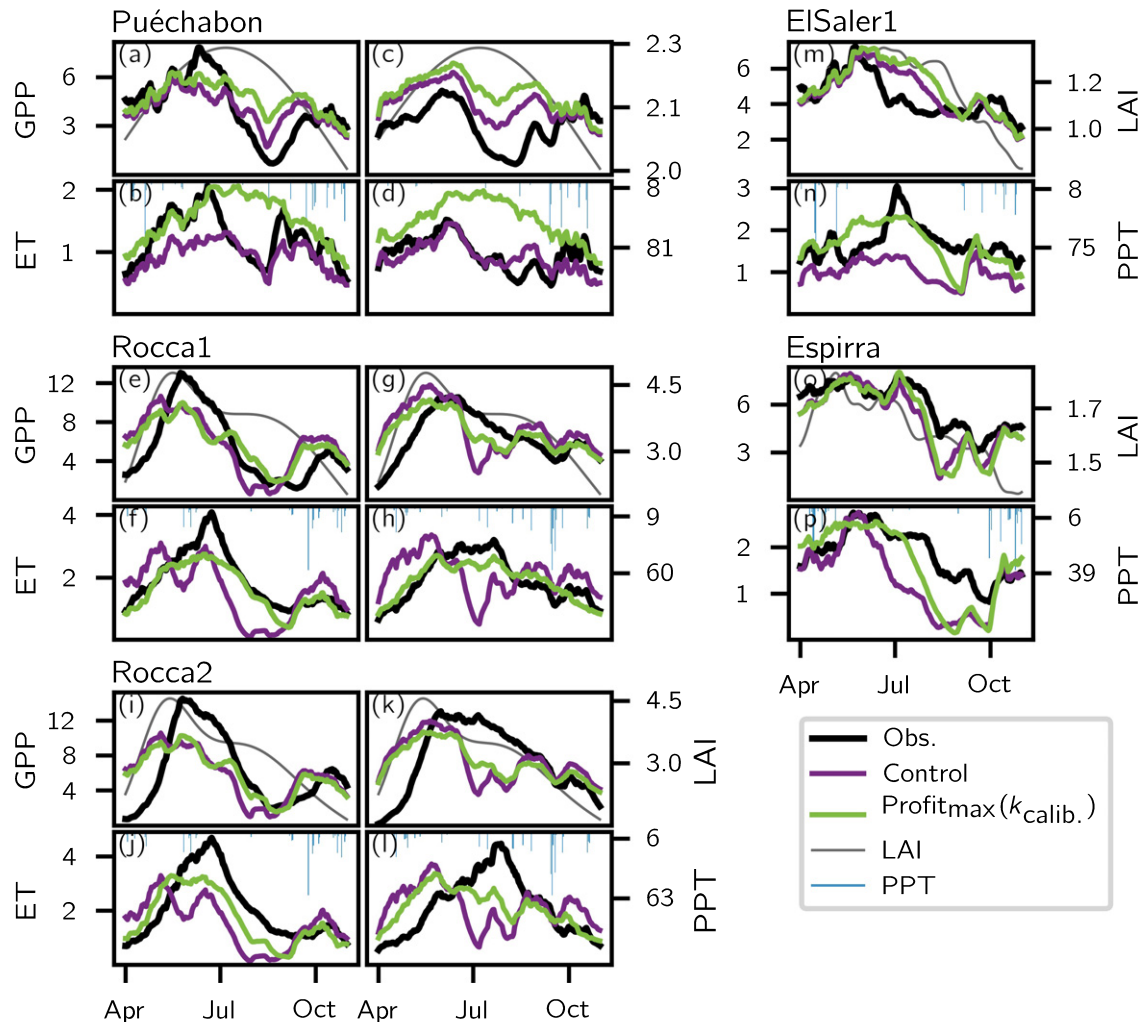 Puéchabon
ElSaler1
(a)
(c)
(m)
GPP
6
3
2.3
2.1
2.0
6
4
2
1.2
1.0
LAI
(b)
(d)
(n)
ET
2
1
8
81
3
2
1
8
75
PPT
Rocca1
Espirra
(e)
(g)
(o)
GPP
12
8
4
4.5
3.0
6
3
1.7
1.5
LAI
(f)
(h)
(p)
ET
4
2
9
60
2
1
6
39
PPT
Apr Jul Oct
Rocca2
(i)
(k)
GPP
12
8
4
4.5
3.0
LAI
(j)
(l)
ET
4
2
6
63
PPT
Apr Jul Oct Apr Jul Oct
Obs.
Control
Profitmax(kcalib.)
LAI
PPT